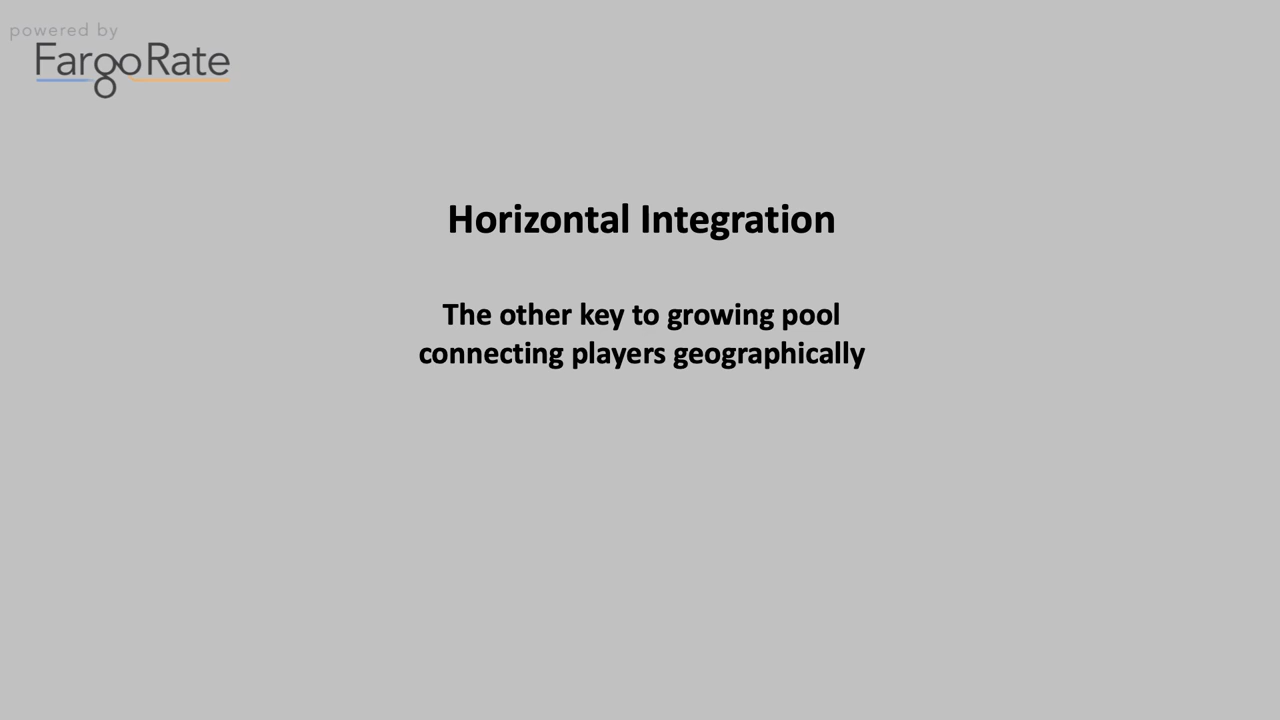 powered by
FargoRate
Horizontal Integration
The other key to growing pool
connecting players geographically